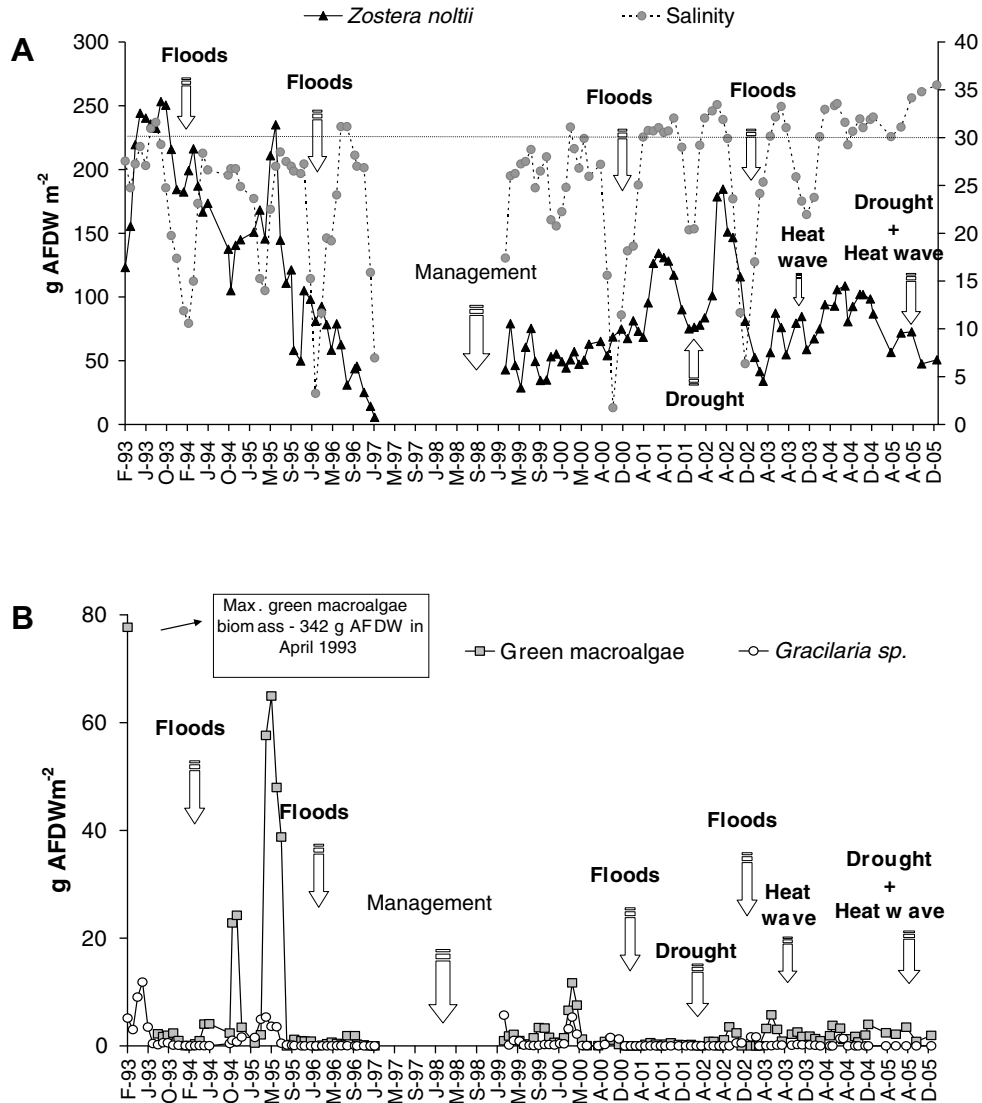 Zostera noltii Salinity
A
300
250
200
150
100
50
0
g AFDW m-2
40
35
30
25
20
15
10
5
0
Floods
Floods
Floods
Floods
Management
Drought
Heat
wave
Drought
+
Heat wave
F-93 J-93 O-93 F-94 J-94 O-94 J-95 M-95 S-95 J-96 M-96 S-96 J-97 M-97 S-97 J-98 M-98 S-98 J-99 M-99 S-99 J-00 M-00 A-00 D-00 A-01 A-01 D-01 A-02 A-02 D-02 A-03 A-03 D-03 A-04 A-04 D-04 A-05 A-05 D-05
B
80
60
40
20
0
g AFDWm-2
Max. green macroalgae
biomass - 342 g AFDW in
April 1993
Green macroalgae Gracilaria sp.
Floods
Floods
Management
Floods
Drought
Floods
Heat
wave
Drought
+
Heat wave
F-93 J-93 O-93 F-94 J-94 O-94 J-95 M-95 S-95 J-96 M-96 S-96 J-97 M-97 S-97 J-98 M-98 S-98 J-99 M-99 S-99 J-00 M-00 A-00 D-00 A-01 A-01 D-01 A-02 A-02 D-02 A-03 A-03 D-03 A-04 A-04 D-04 A-05 A-05 D-05